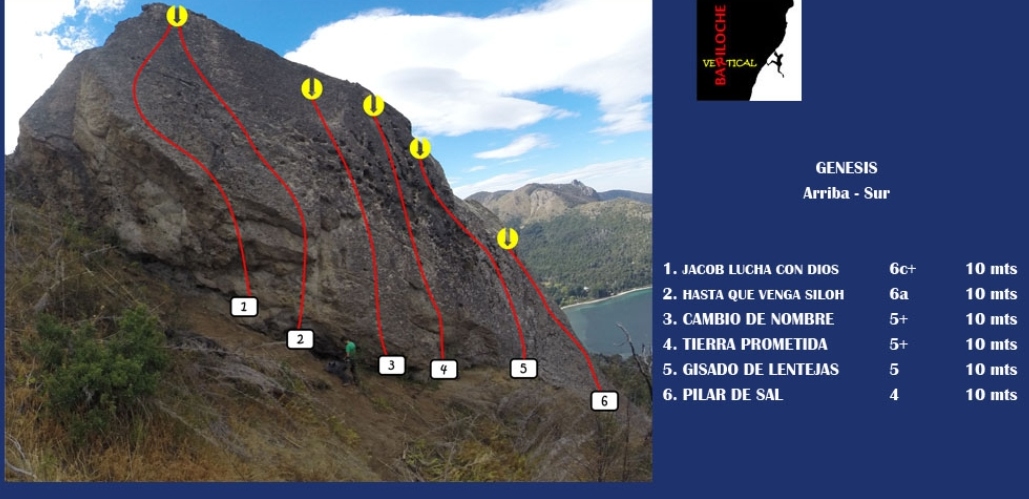 BARILOCHE
VERTICAL
GENESIS
Arriba - Sur
1. JACOB LUCHA CON DIOS 6c+ 10 mts
2. HASTA QUE VENGA SILOH 6a 10 mts
3. CAMBIO DE NOMBRE 5+ 10 mts
4. TIERRA PROMETIDA 5+ 10 mts
5. GISADO DE LENTEJAS 5 10 mts
6. PILAR DE SAL 4 10 mts
1
2
3
4
5
6